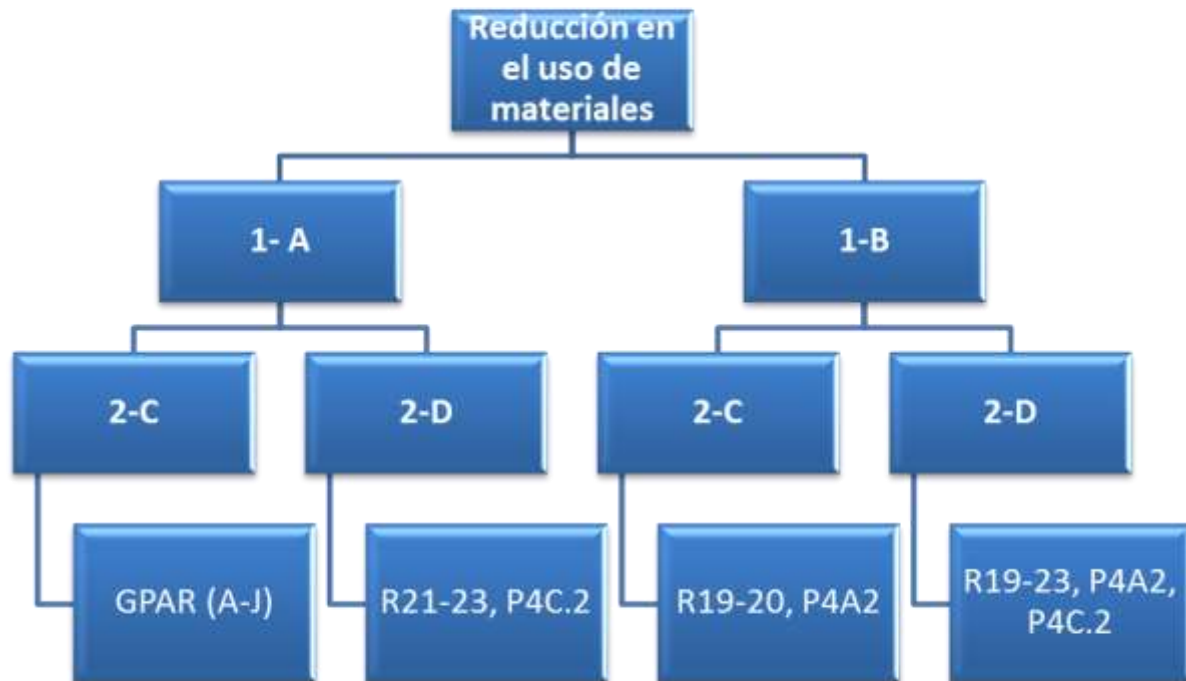 Reducción en
el uso de
materiales
1- A
1-B
2-C
2-D
2-C
2-D
GPAR (A-J)
R21-23, P4C.2
R19-20, P4A2
R19-23, P4A2,
P4C.2